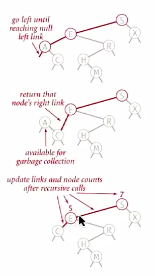 go left until
reaching null
left link
S
E
X
A
R
C
H
M
return that
node's right link
S
E
X
A
R
C
H
M
available for
garbage collection
update links and node counts
after recursive calls
7
5
S
E
X
C
R
H
M